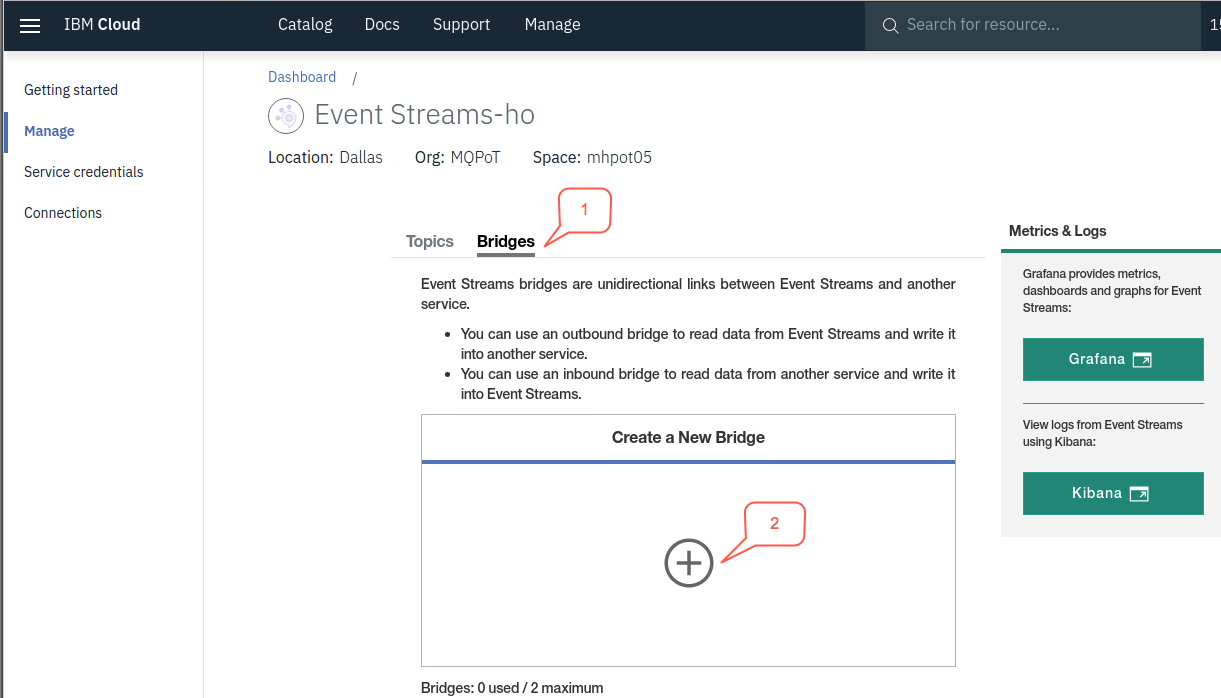 IBM Cloud Catalog Docs Support Manage Search for resource... 15
Getting started
Manage
Service credentials
Connections
Dashboard /
Event Streams-ho
Location: Dallas Org: MQPoT Space: mhpot05
1
Topics Bridges
Event Streams bridges are unidirectional links between Event Streams and another
service.
• You can use an outbound bridge to read data from Event Streams and write it
into another service.
• You can use an inbound bridge to read data from another service and write it
into Event Streams.
Create a New Bridge
2
Bridges: 0 used / 2 maximum
Metrics & Logs
Grafana provides metrics,
dashboards and graphs for Event
Streams:
Grafana
View logs from Event Streams
using Kibana:
Kibana